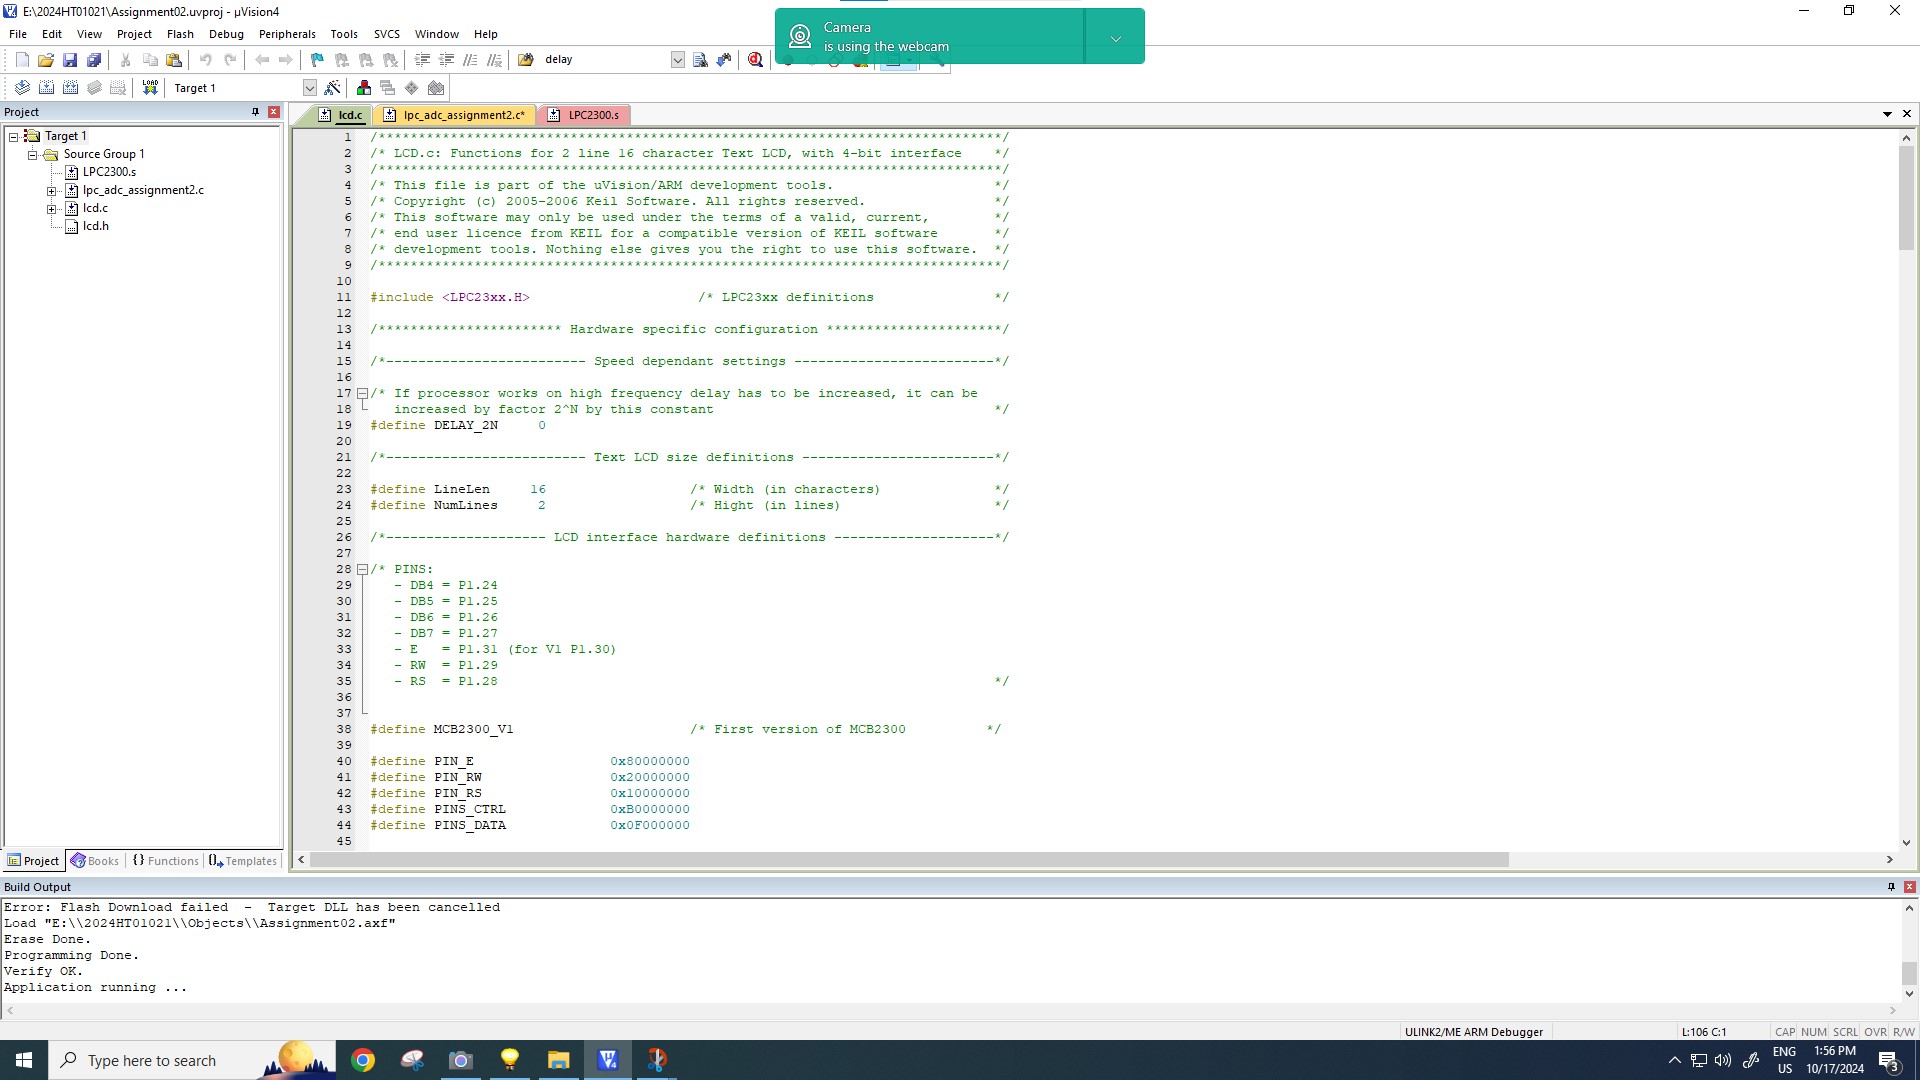 E:\2024HT01021\Assignment02.uvproj - µVision4
Camera
is using the webcam
File Edit View Project Flash Debug Peripherals Tools SVCS Window Help
delay
LOAD Target 1
Project
Target 1
Source Group 1
LPC2300.s
lpc_adc_assignment2.c
lcd.c
lcd.h
Project Books Functions Templates
lcd.c lpc_adc_assignment2.c* LPC2300.s
1 /******************************************************************************/
2 /* LCD.c: Functions for 2 line 16 character Text LCD, with 4-bit interface */
3 /******************************************************************************/
4 /* This file is part of the uVision/ARM development tools. */
5 /* Copyright (c) 2005-2006 Keil Software. All rights reserved. */
6 /* This software may only be used under the terms of a valid, current, */
7 /* end user licence from KEIL for a compatible version of KEIL software */
8 /* development tools. Nothing else gives you the right to use this software. */
9 /******************************************************************************/
10
11 #include <LPC23xx.H> /* LPC23xx definitions */
12
13 /*********************** Hardware specific configuration **********************/
14
15 /*------------------------- Speed dependant settings -------------------------*/
16
17 /* If processor works on high frequency delay has to be increased, it can be
18 increased by factor 2^N by this constant */
19 #define DELAY_2N 0
20
21 /*------------------------- Text LCD size definitions ------------------------*/
22
23 #define LineLen 16 /* Width (in characters) */
24 #define NumLines 2 /* Hight (in lines) */
25
26 /*-------------------- LCD interface hardware definitions --------------------*/
27
28 /* PINS:
29 - DB4 = P1.24
30 - DB5 = P1.25
31 - DB6 = P1.26
32 - DB7 = P1.27
33 - E = P1.31 (for V1 P1.30)
34 - RW = P1.29
35 - RS = P1.28 */
36
37
38 #define MCB2300_V1 /* First version of MCB2300 */
39
40 #define PIN_E 0x80000000
41 #define PIN_RW 0x20000000
42 #define PIN_RS 0x10000000
43 #define PINS_CTRL 0xB0000000
44 #define PINS_DATA 0x0F000000
45
Build Output
Error: Flash Download failed - Target DLL has been cancelled
Load "E:\\2024HT01021\\Objects\\Assignment02.axf"
Erase Done.
Programming Done.
Verify OK.
Application running ...
ULINK2/ME ARM Debugger L:106 C:1 CAP NUM SCRL OVR R/W
Type here to search
ENG
US
1:56 PM
10/17/2024
3